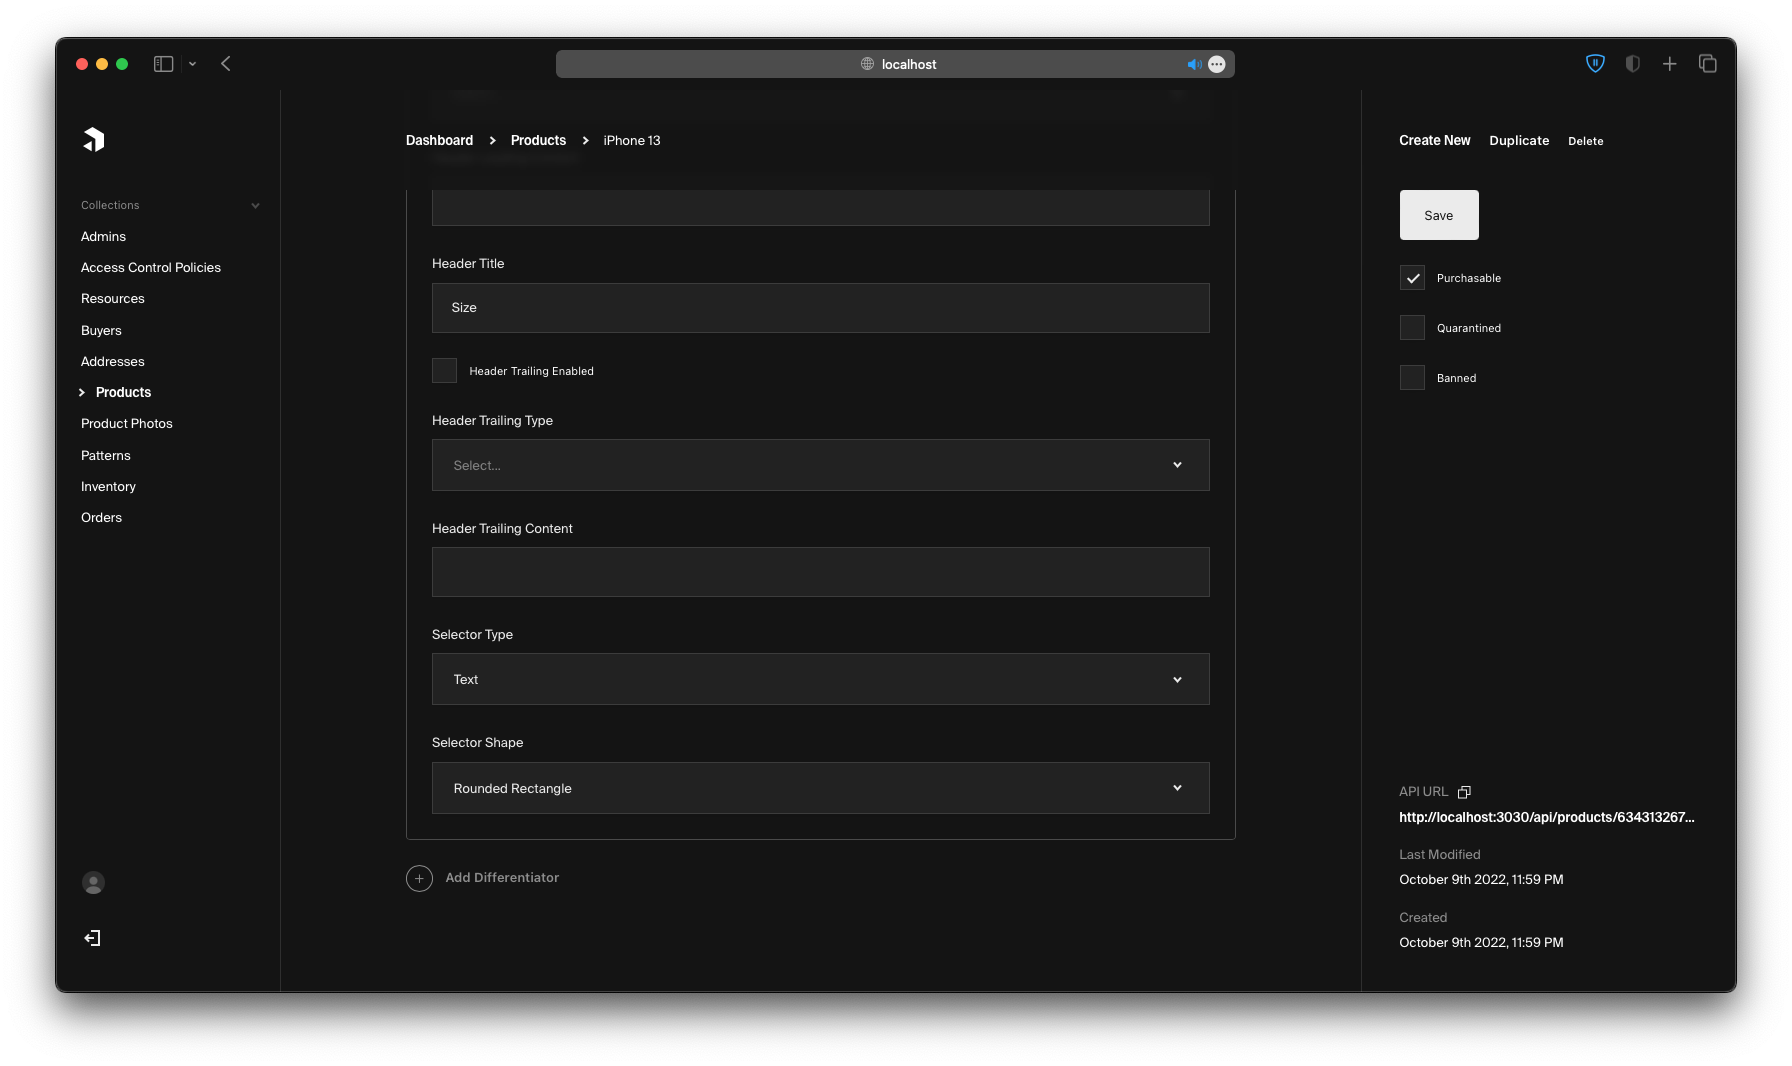 localhost
Dashboard > Products > iPhone 13
Create New Duplicate Delete
Collections
Admins
Access Control Policies
Resources
Buyers
Addresses
Products
Product Photos
Patterns
Inventory
Orders
Header Title
Size
Header Trailing Enabled
Header Trailing Type
Select...
Header Trailing Content
Selector Type
Text
Selector Shape
Rounded Rectangle
Add Differentiator
Save
Purchasable
Quarantined
Banned
API URL
http://localhost:3030/api/products/634313267...
Last Modified
October 9th 2022, 11:59 PM
Created
October 9th 2022, 11:59 PM